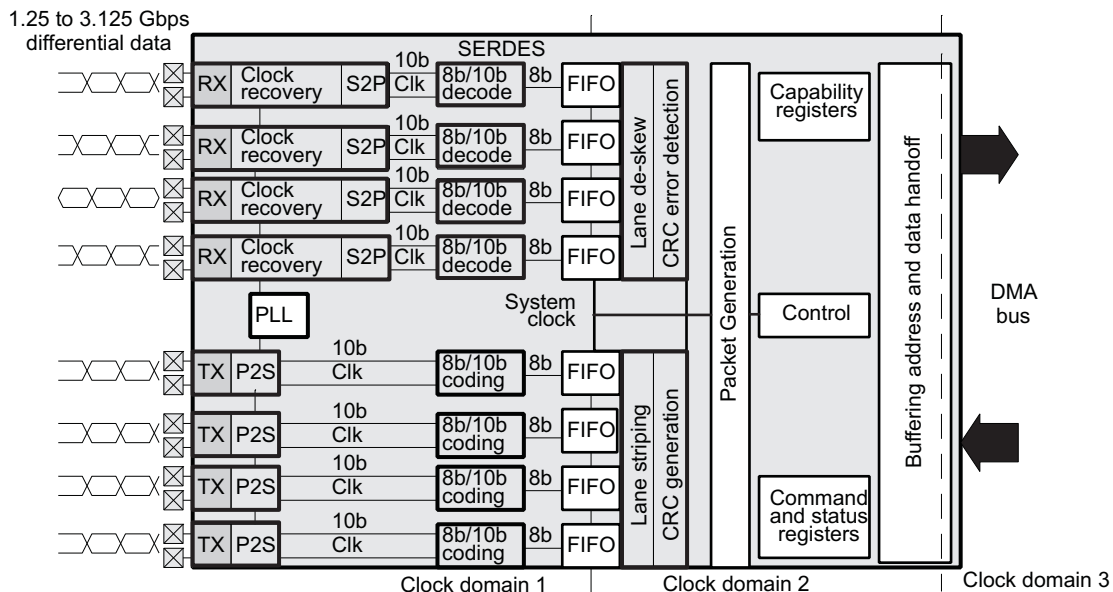 1.25 to 3.125 Gbps
differential data
SERDES
RX
Clock
recovery
S2P
10b
Clk
8b/10b
decode
8b
FIFO
RX
Clock
recovery
S2P
10b
Clk
8b/10b
decode
8b
FIFO
RX
Clock
recovery
S2P
10b
Clk
8b/10b
decode
8b
FIFO
RX
Clock
recovery
S2P
10b
Clk
8b/10b
decode
8b
FIFO
Lane de-skew
CRC error detection
PLL
System
clock
TX
P2S
10b
Clk
8b/10b
coding
8b
FIFO
TX
P2S
10b
Clk
8b/10b
coding
8b
FIFO
TX
P2S
10b
Clk
8b/10b
coding
8b
FIFO
TX
P2S
10b
Clk
8b/10b
coding
8b
FIFO
Lane striping
CRC generation
Packet Generation
Capability
registers
Control
Command
and status
registers
Buffering address and data handoff
DMA
bus
Clock domain 1
Clock domain 2
Clock domain 3